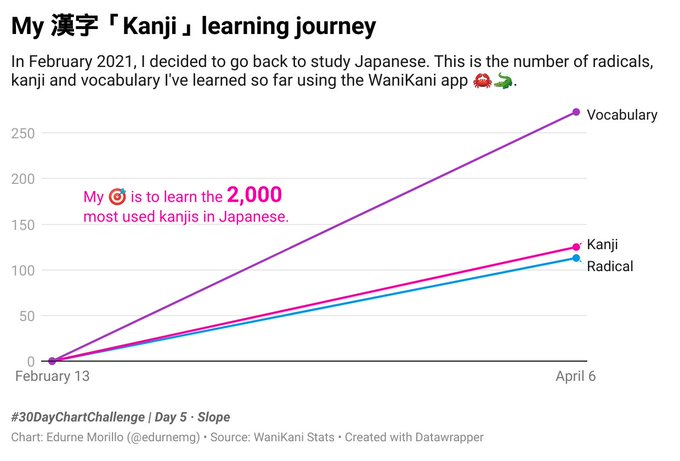 My 漢字「Kanji」learning journey
In February 2021, I decided to go back to study Japanese. This is the number of radicals,
kanji and vocabulary I've learned so far using the WaniKani app 🦀🐊.
Vocabulary
250
200
My 🎯 is to learn the 2,000
most used kanjis in Japanese.
150
Kanji
Radical
100
50
0
February 13
April 6
#30DayChartChallenge | Day 5 · Slope
Chart: Edurne Morillo (@edurnemg) • Source: WaniKani Stats • Created with Datawrapper